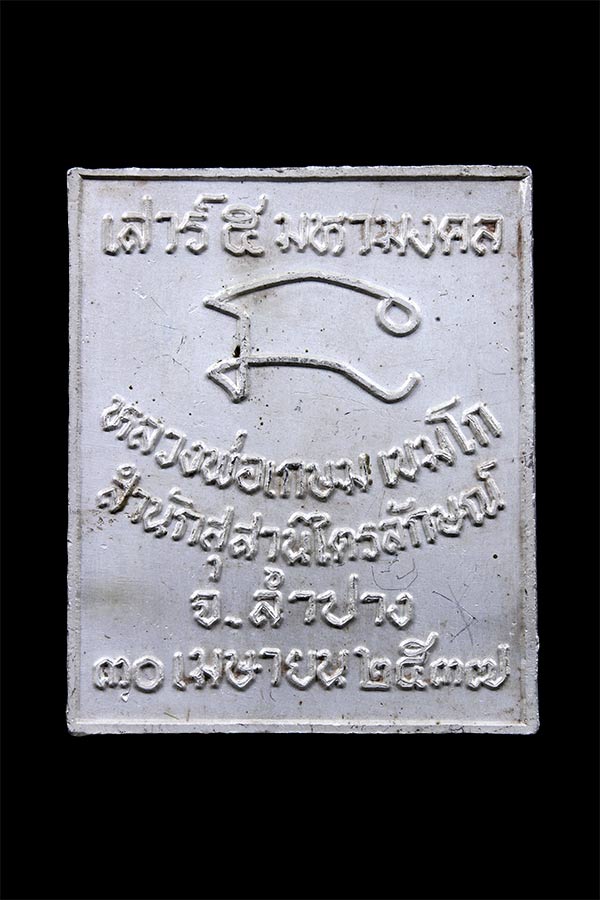 เสาร์ ๕ มหามงคล
หลวงพ่อเกษม เขมโก
สำนักสุสานไตรลักษณ์
จ. ลำปาง
๓๐ เมษายน ๒๕๓๗